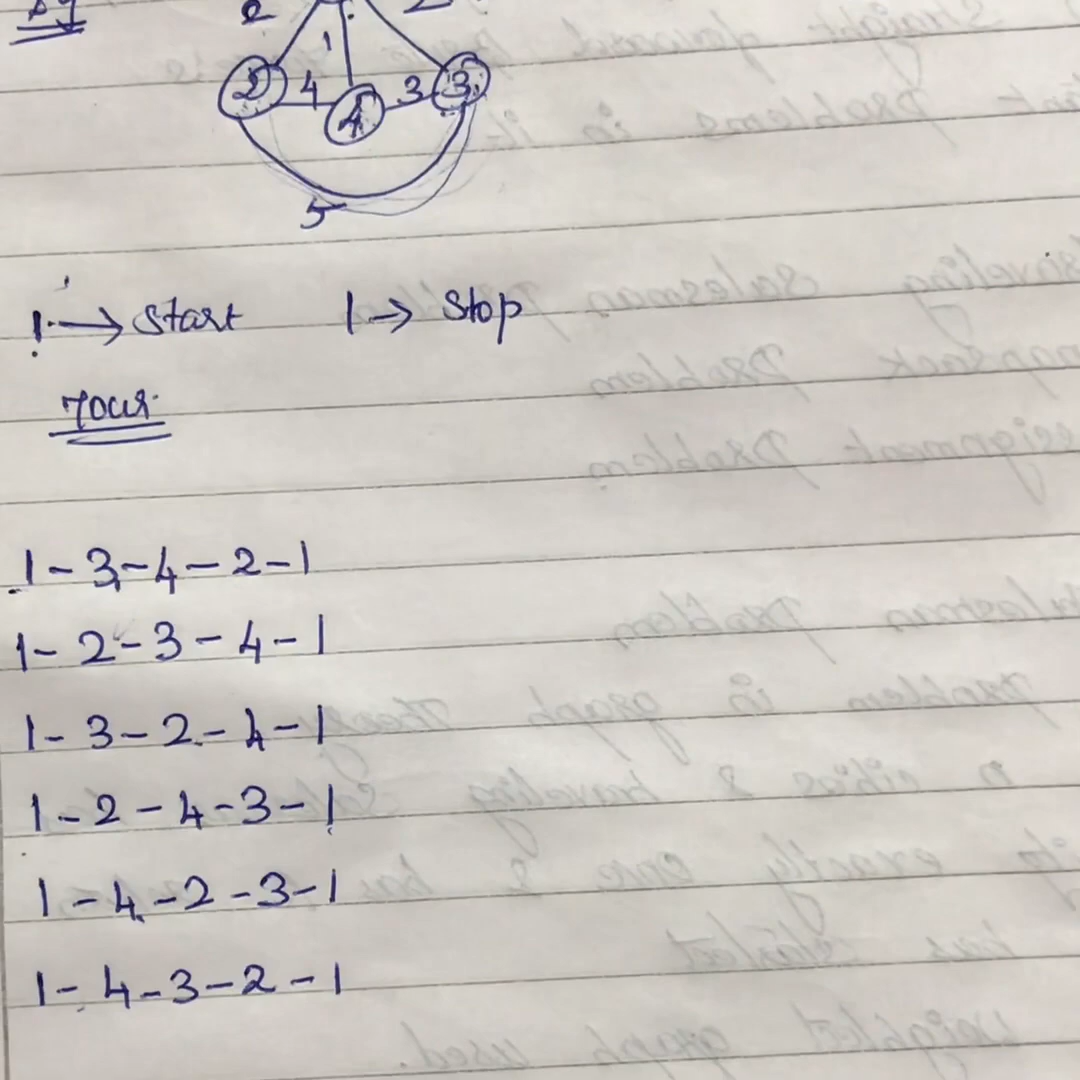 1
2 4 4 3 3
5
1 → Start 1 → Stop
Tour
1 - 3 - 4 - 2 - 1
1 - 2 - 3 - 4 - 1
1 - 3 - 2 - 4 - 1
1 - 2 - 4 - 3 - 1
1 - 4 - 2 - 3 - 1
1 - 4 - 3 - 2 - 1